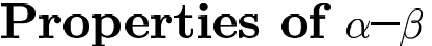 Properties of α–β